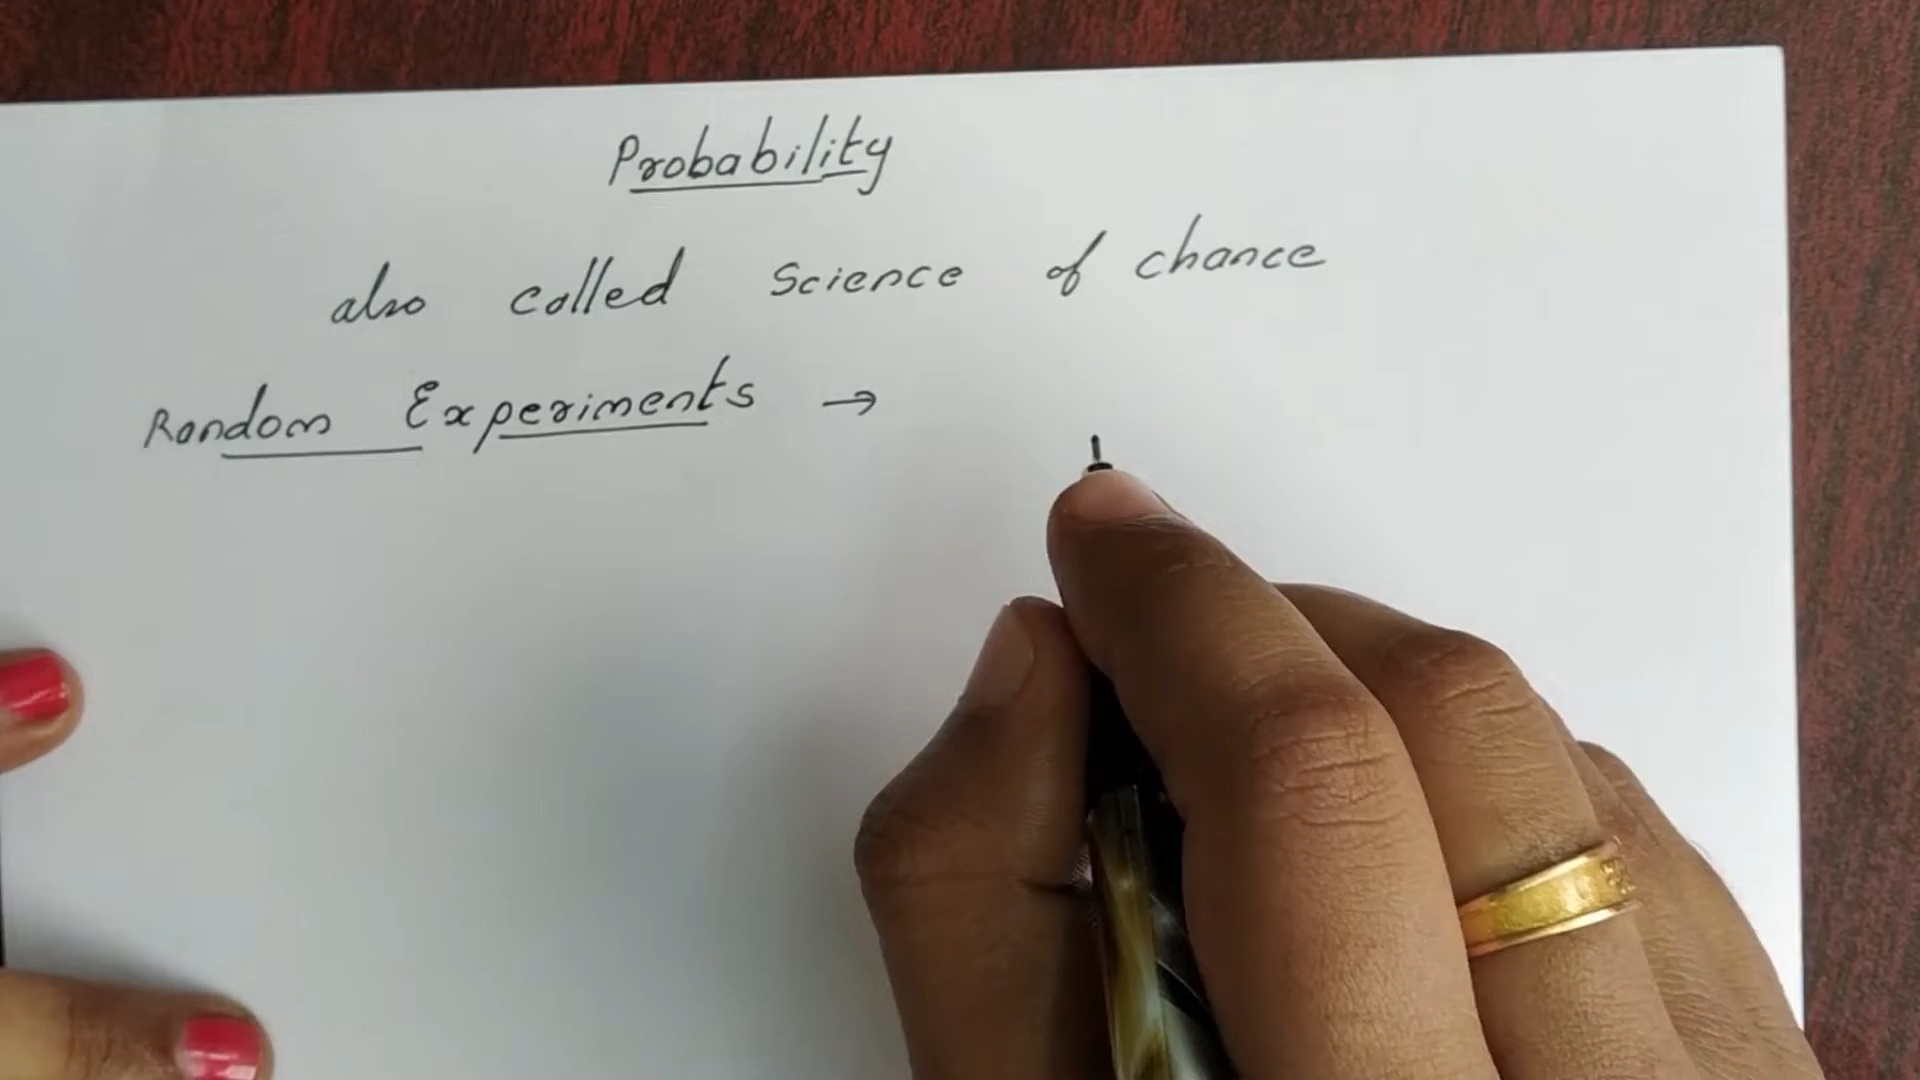 Probability
also called Science of chance
Random Experiments →